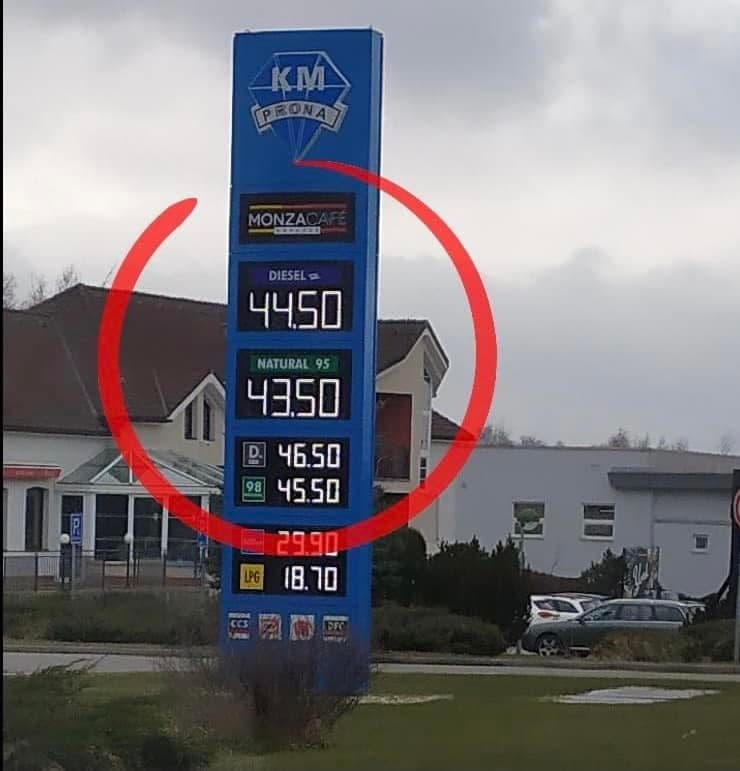 KM
PRONA
MONZACAFÉ
DIESEL
44.50
NATURAL 95
43.50
D. 46.50
98 45.50
29.90
LPG 18.70
CCS
P